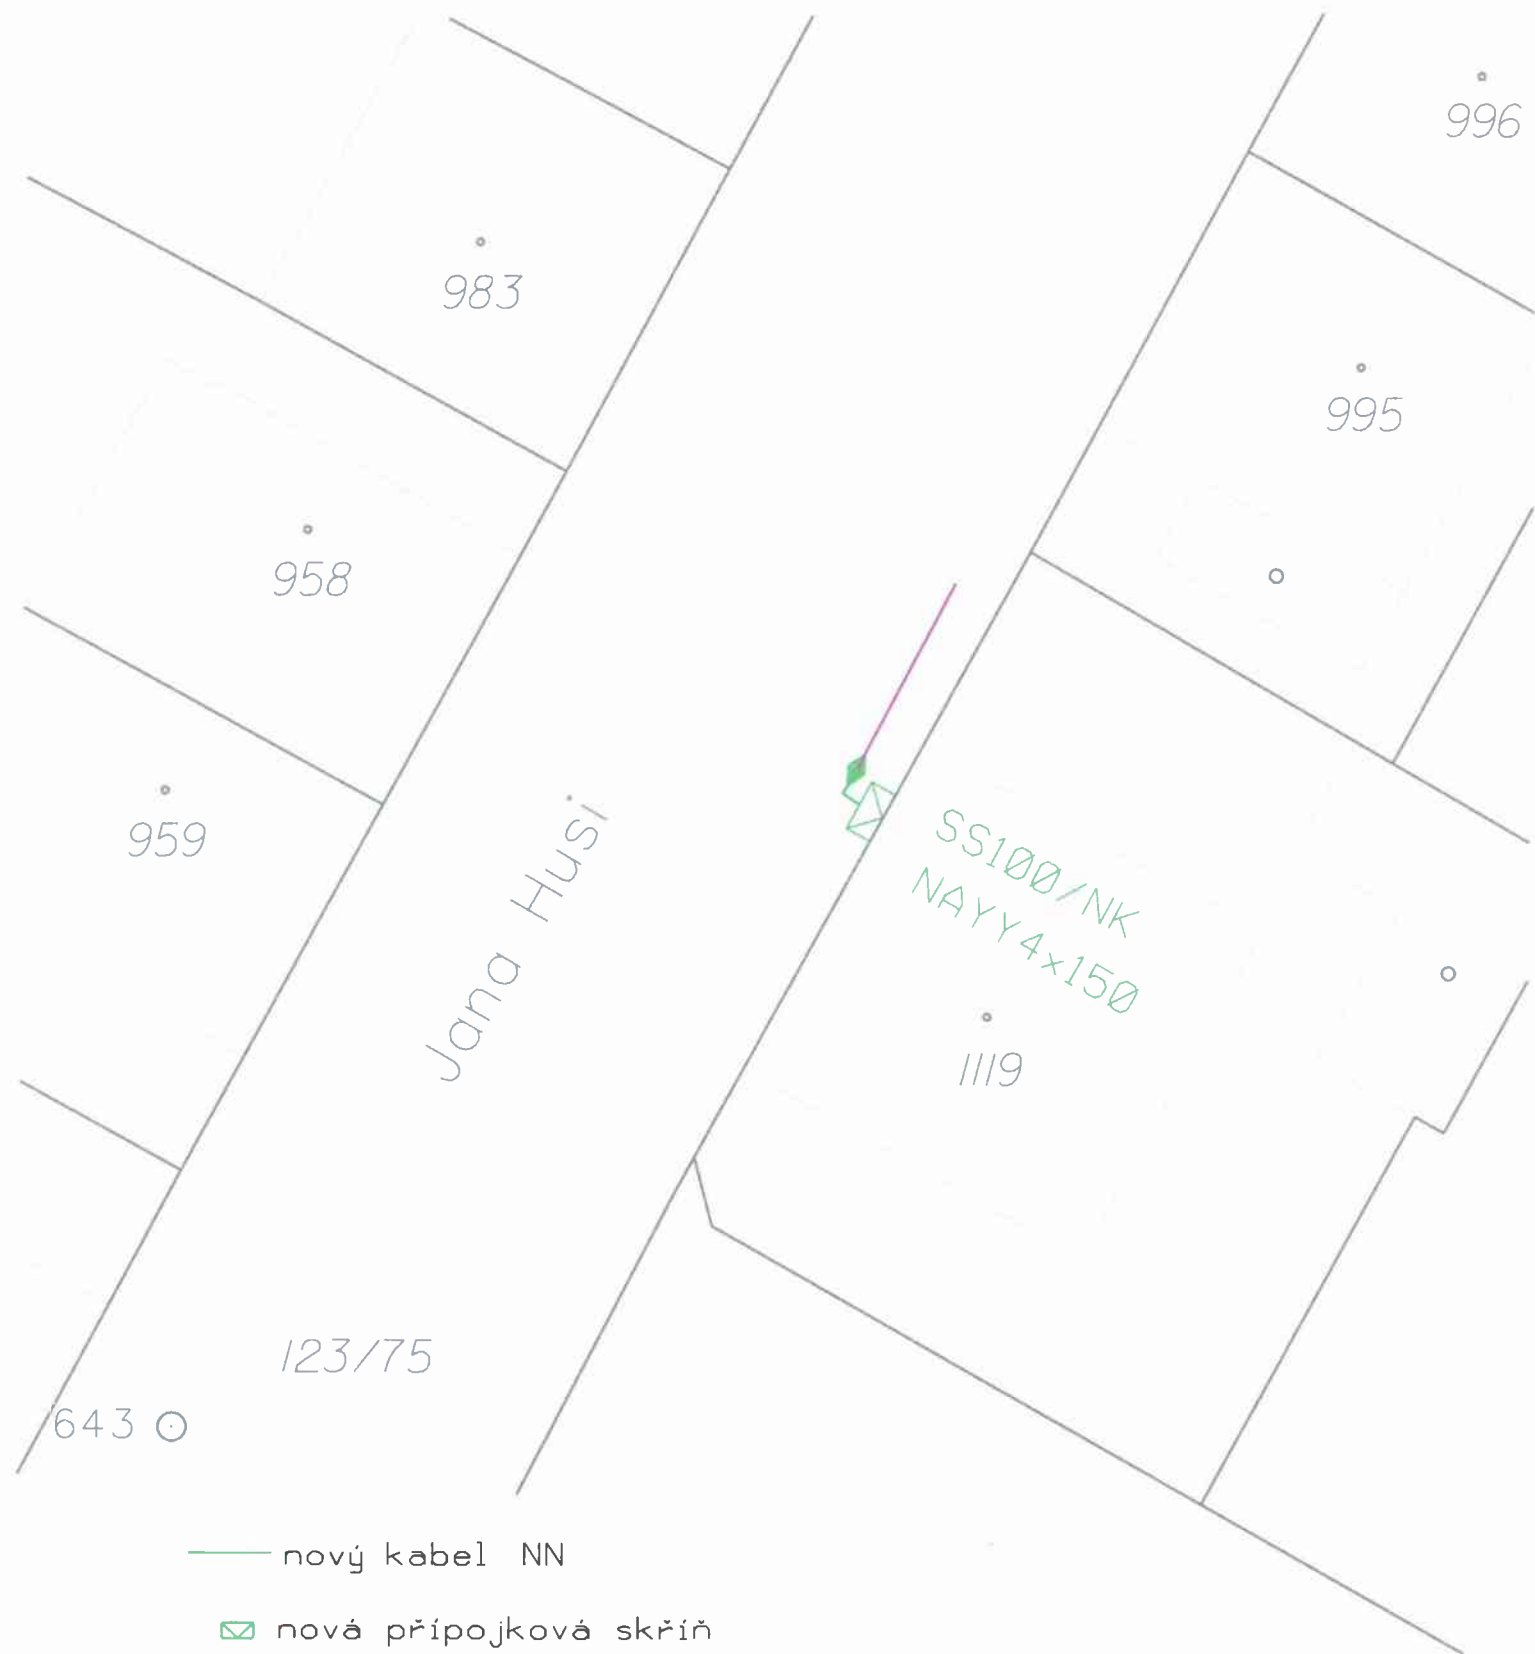 996
983
995
958
959
Jana Husi
SS100/NK
NAYY4x150
1119
123/75
643
nový kabel NN
nová přípojková skříň